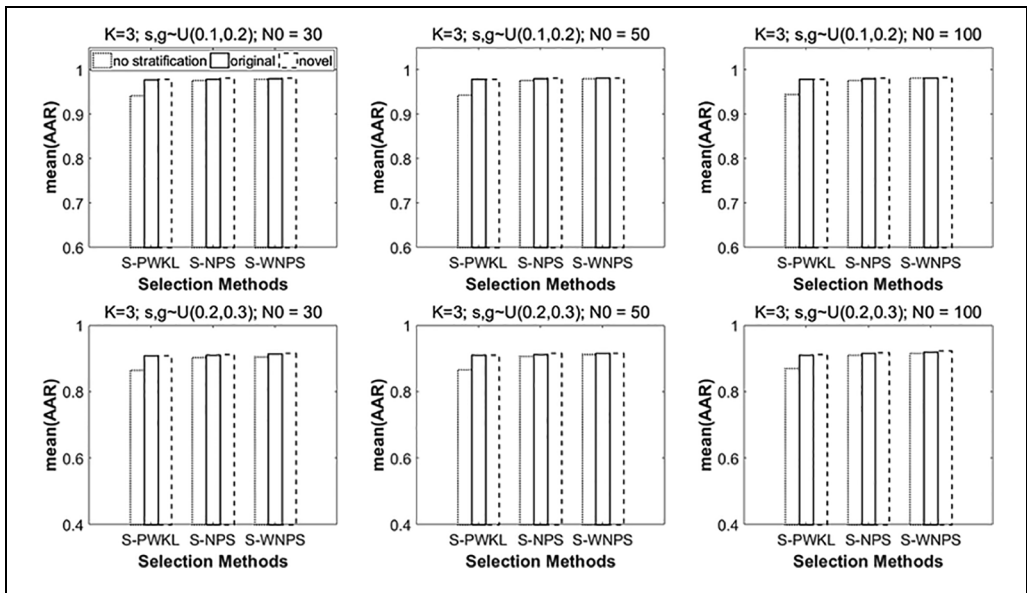 K=3; s,g~U(0.1,0.2); N0 = 30
no stratification original novel
1
0.9
0.8
0.7
0.6
mean(AAR)
S-PWKL S-NPS S-WNPS
Selection Methods
K=3; s,g~U(0.1,0.2); N0 = 50
1
0.9
0.8
0.7
0.6
mean(AAR)
S-PWKL S-NPS S-WNPS
Selection Methods
K=3; s,g~U(0.1,0.2); N0 = 100
1
0.9
0.8
0.7
0.6
mean(AAR)
S-PWKL S-NPS S-WNPS
Selection Methods
K=3; s,g~U(0.2,0.3); N0 = 30
1
0.8
0.6
0.4
mean(AAR)
S-PWKL S-NPS S-WNPS
Selection Methods
K=3; s,g~U(0.2,0.3); N0 = 50
1
0.8
0.6
0.4
mean(AAR)
S-PWKL S-NPS S-WNPS
Selection Methods
K=3; s,g~U(0.2,0.3); N0 = 100
1
0.8
0.6
0.4
mean(AAR)
S-PWKL S-NPS S-WNPS
Selection Methods